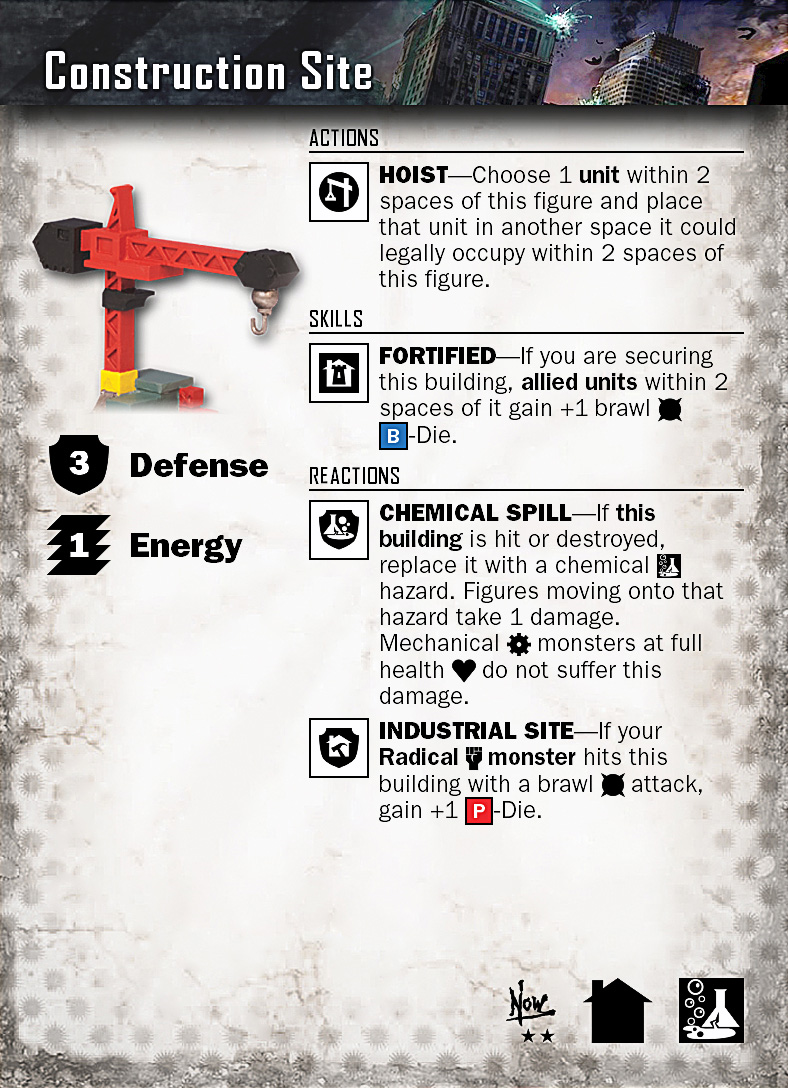 Construction Site
ACTIONS
HOIST—Choose 1 unit within 2
spaces of this figure and place
that unit in another space it could
legally occupy within 2 spaces of
this figure.
SKILLS
FORTIFIED—If you are securing
this building, allied units within 2
spaces of it gain +1 brawl
B-Die.
3 Defense
1 Energy
REACTIONS
CHEMICAL SPILL—If this
building is hit or destroyed,
replace it with a chemical
hazard. Figures moving onto that
hazard take 1 damage.
Mechanical monsters at full
health do not suffer this
damage.
INDUSTRIAL SITE—If your
Radical monster hits this
building with a brawl attack,
gain +1 P-Die.
Now